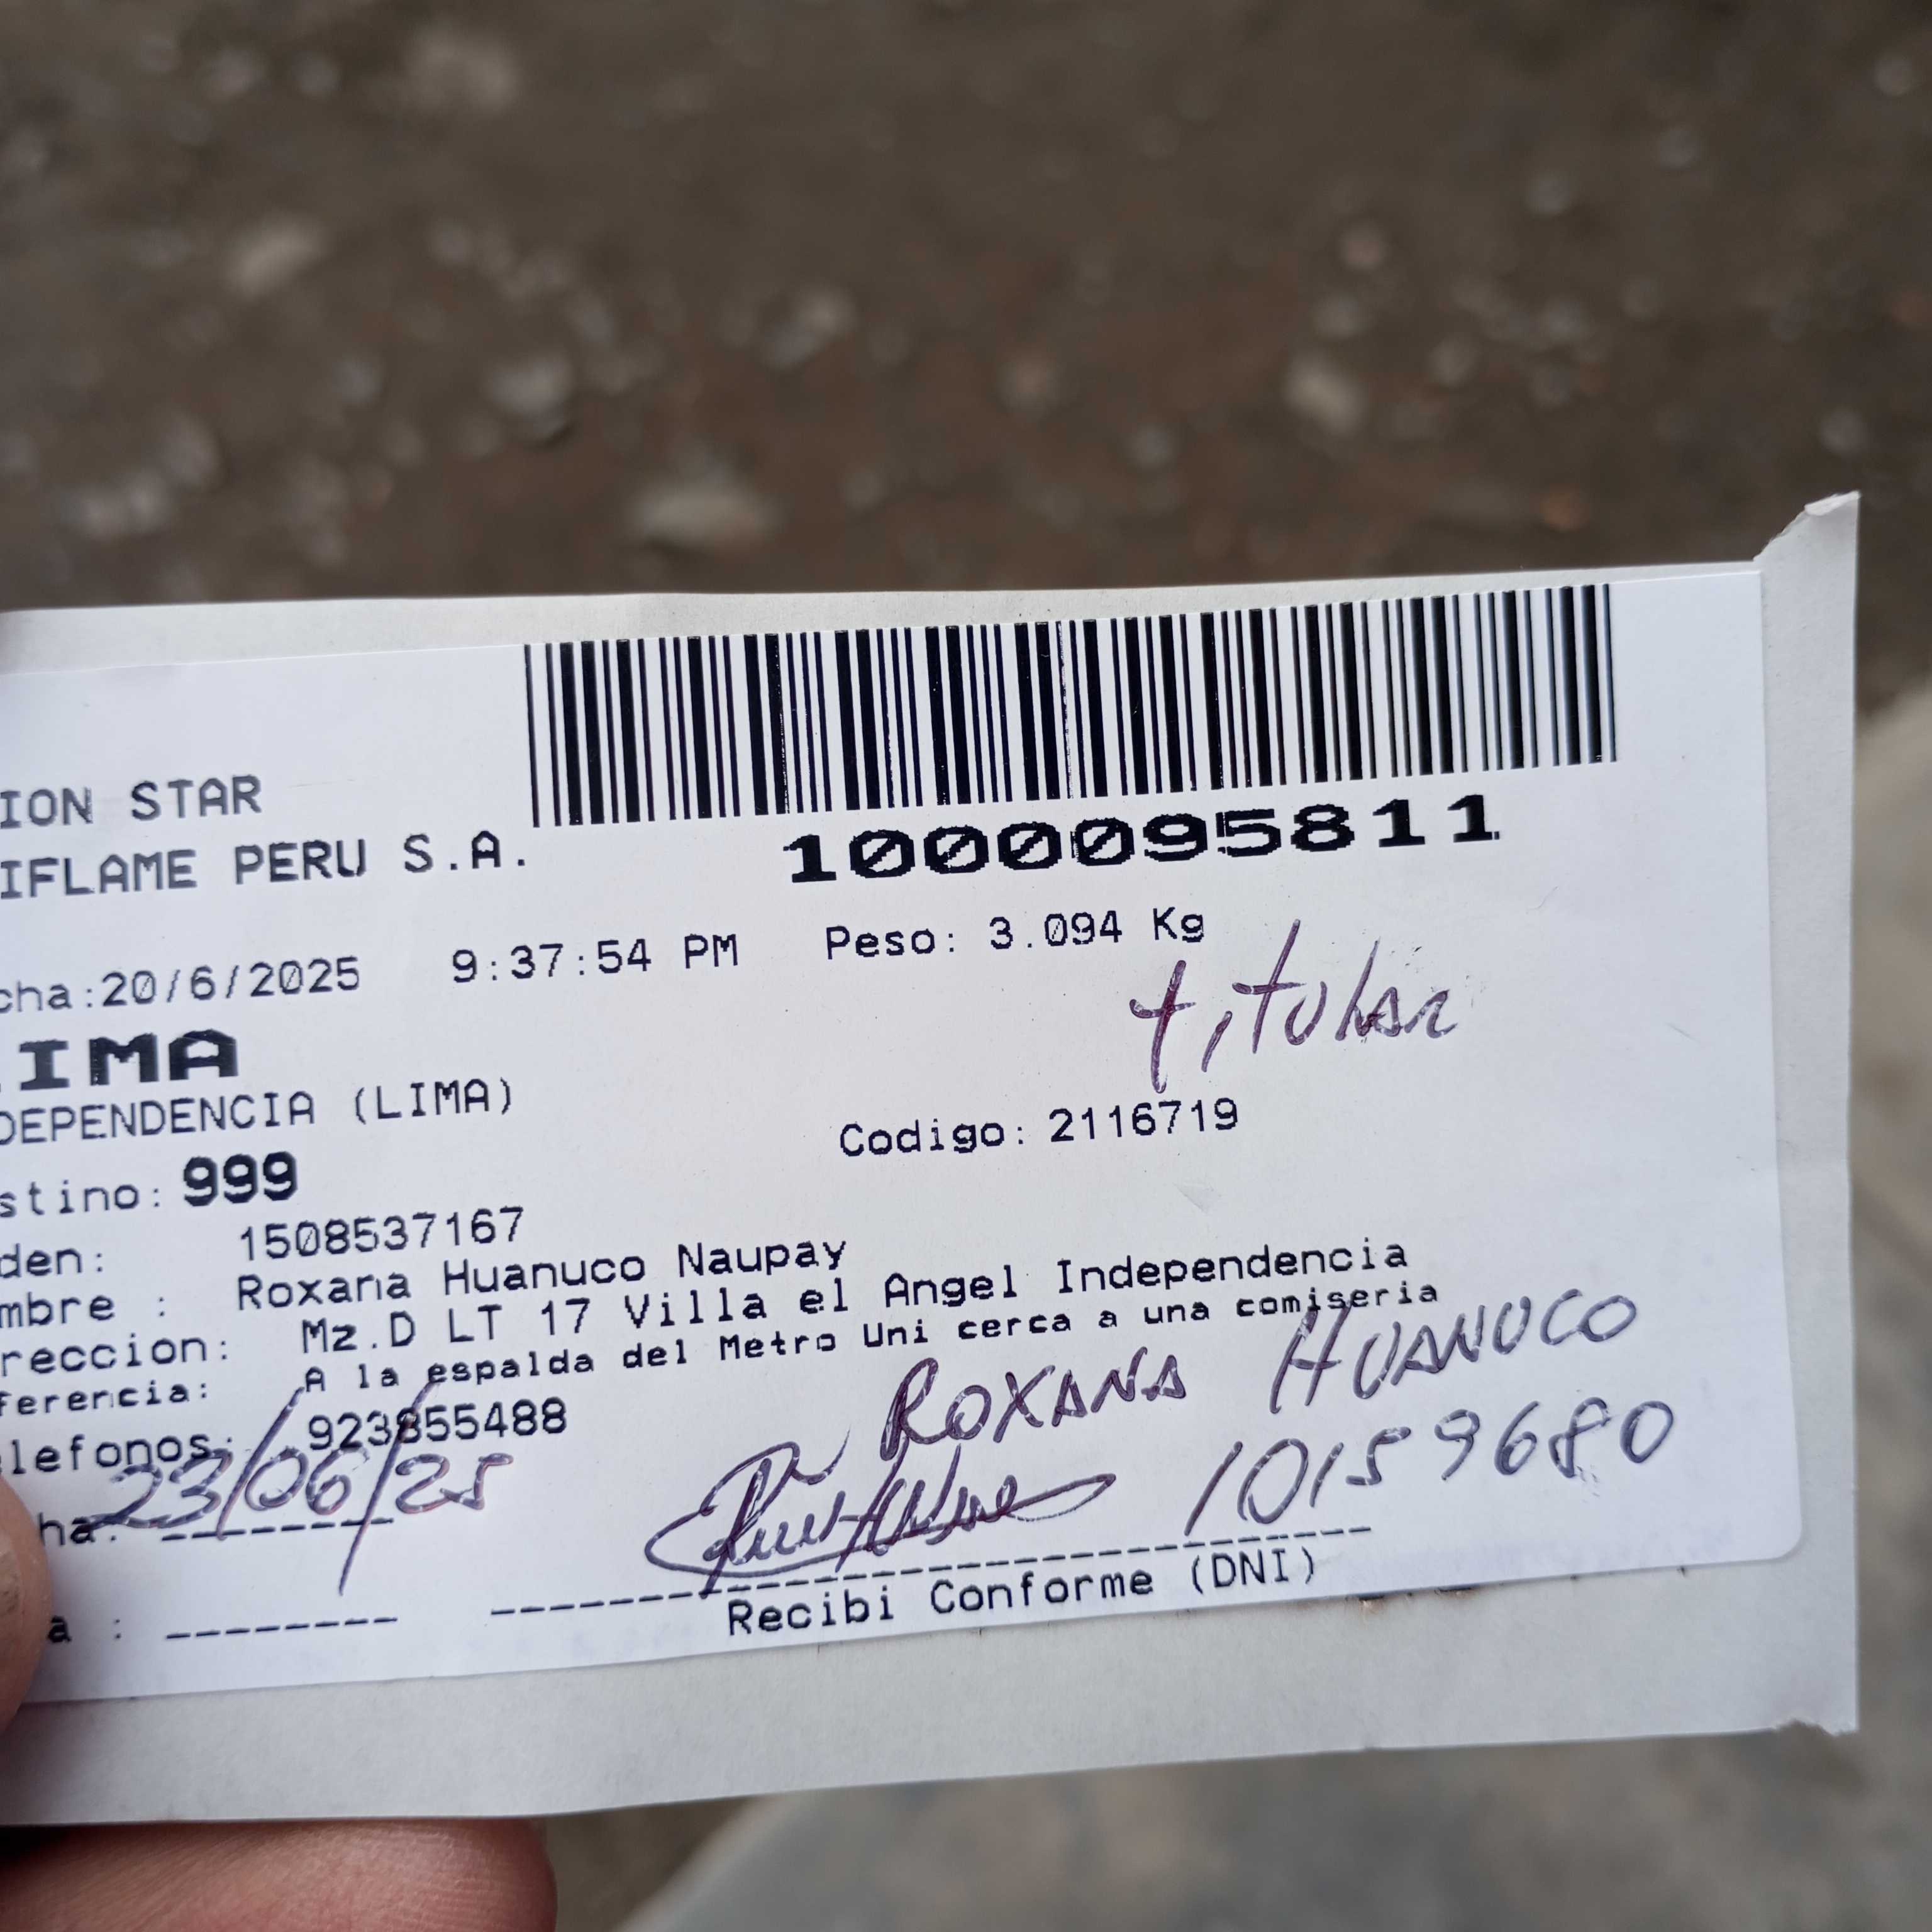 ION STAR
IFLAME PERU S.A.
1000095811
cha:20/6/2025 9:37:54 PM Peso: 3.094 Kg
titular
IMA
DEPENDENCIA (LIMA)
Codigo: 2116719
stino: 999
den: 1508537167
mbre : Roxana Huanuco Naupay
reccion: Mz.D LT 17 Villa el Angel Independencia
ferencia: A la espalda del Metro Uni cerca a una comiseria
lefonos: 923855488
ROXANA HUANUCO
ha: 23/06/25
10159680
a :
Recibi Conforme (DNI)